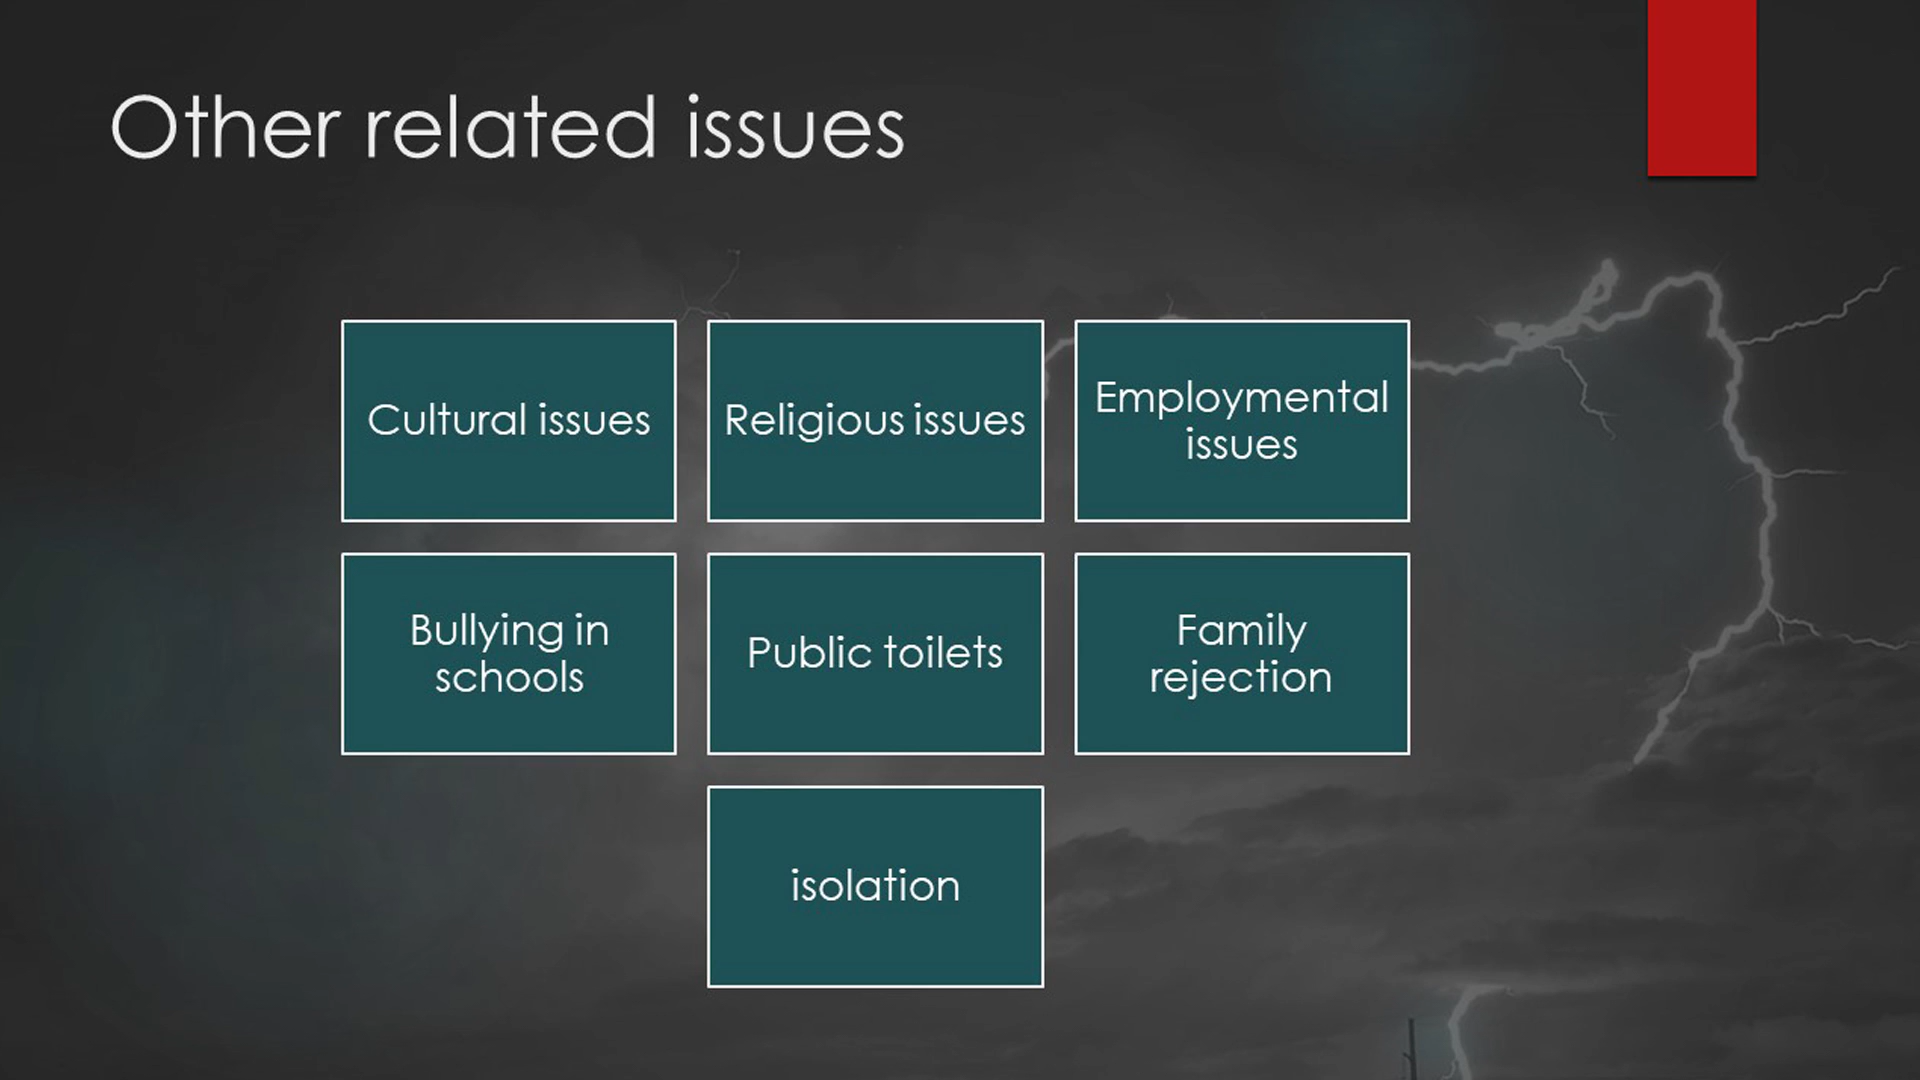 Other related issues
Cultural issues
Religious issues
Employmental
issues
Bullying in
schools
Public toilets
Family
rejection
isolation